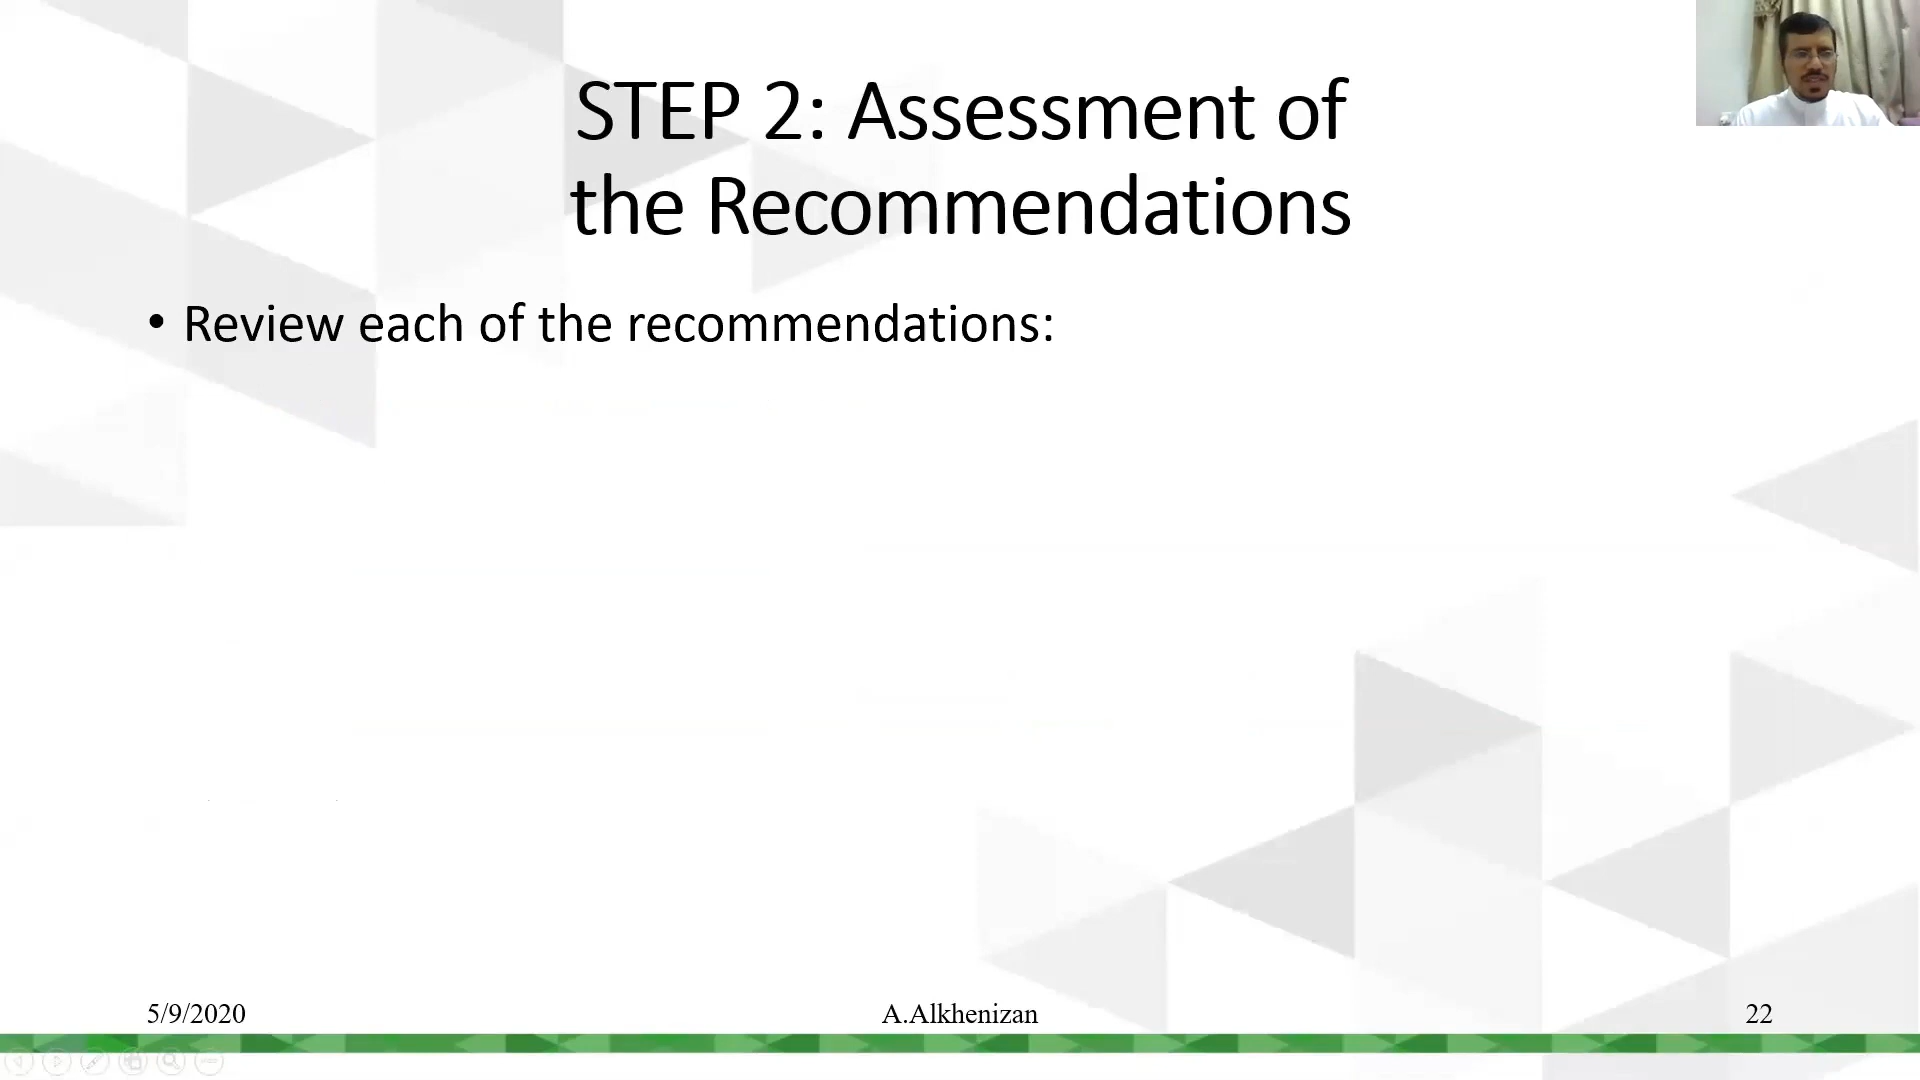 STEP 2: Assessment of
the Recommendations
• Review each of the recommendations:
5/9/2020
A.Alkhenizan
22